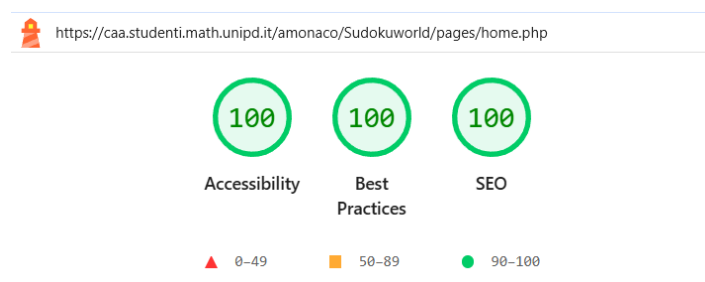 https://caa.studenti.math.unipd.it/amonaco/Sudokuworld/pages/home.php
100 100 100
Accessibility Best Practices SEO
0–49 50–89 90–100